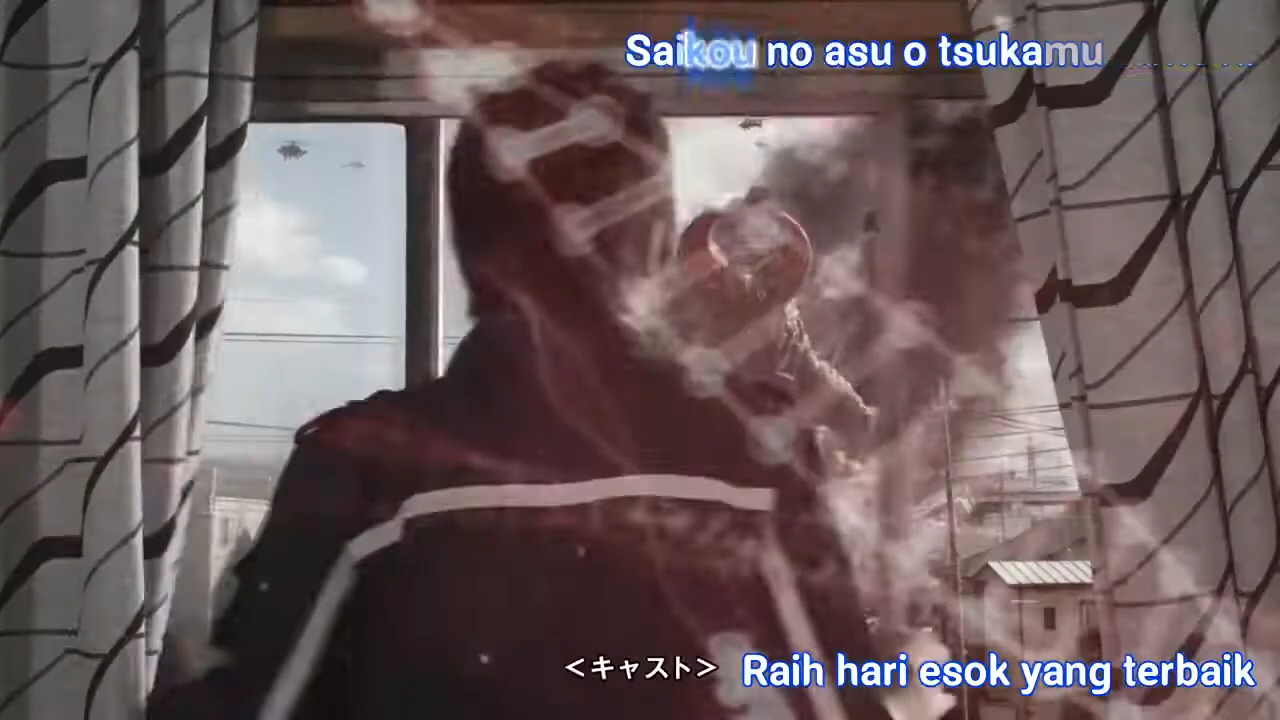 Saikou no asu o tsukamu
<キャスト>
Raih hari esok yang terbaik